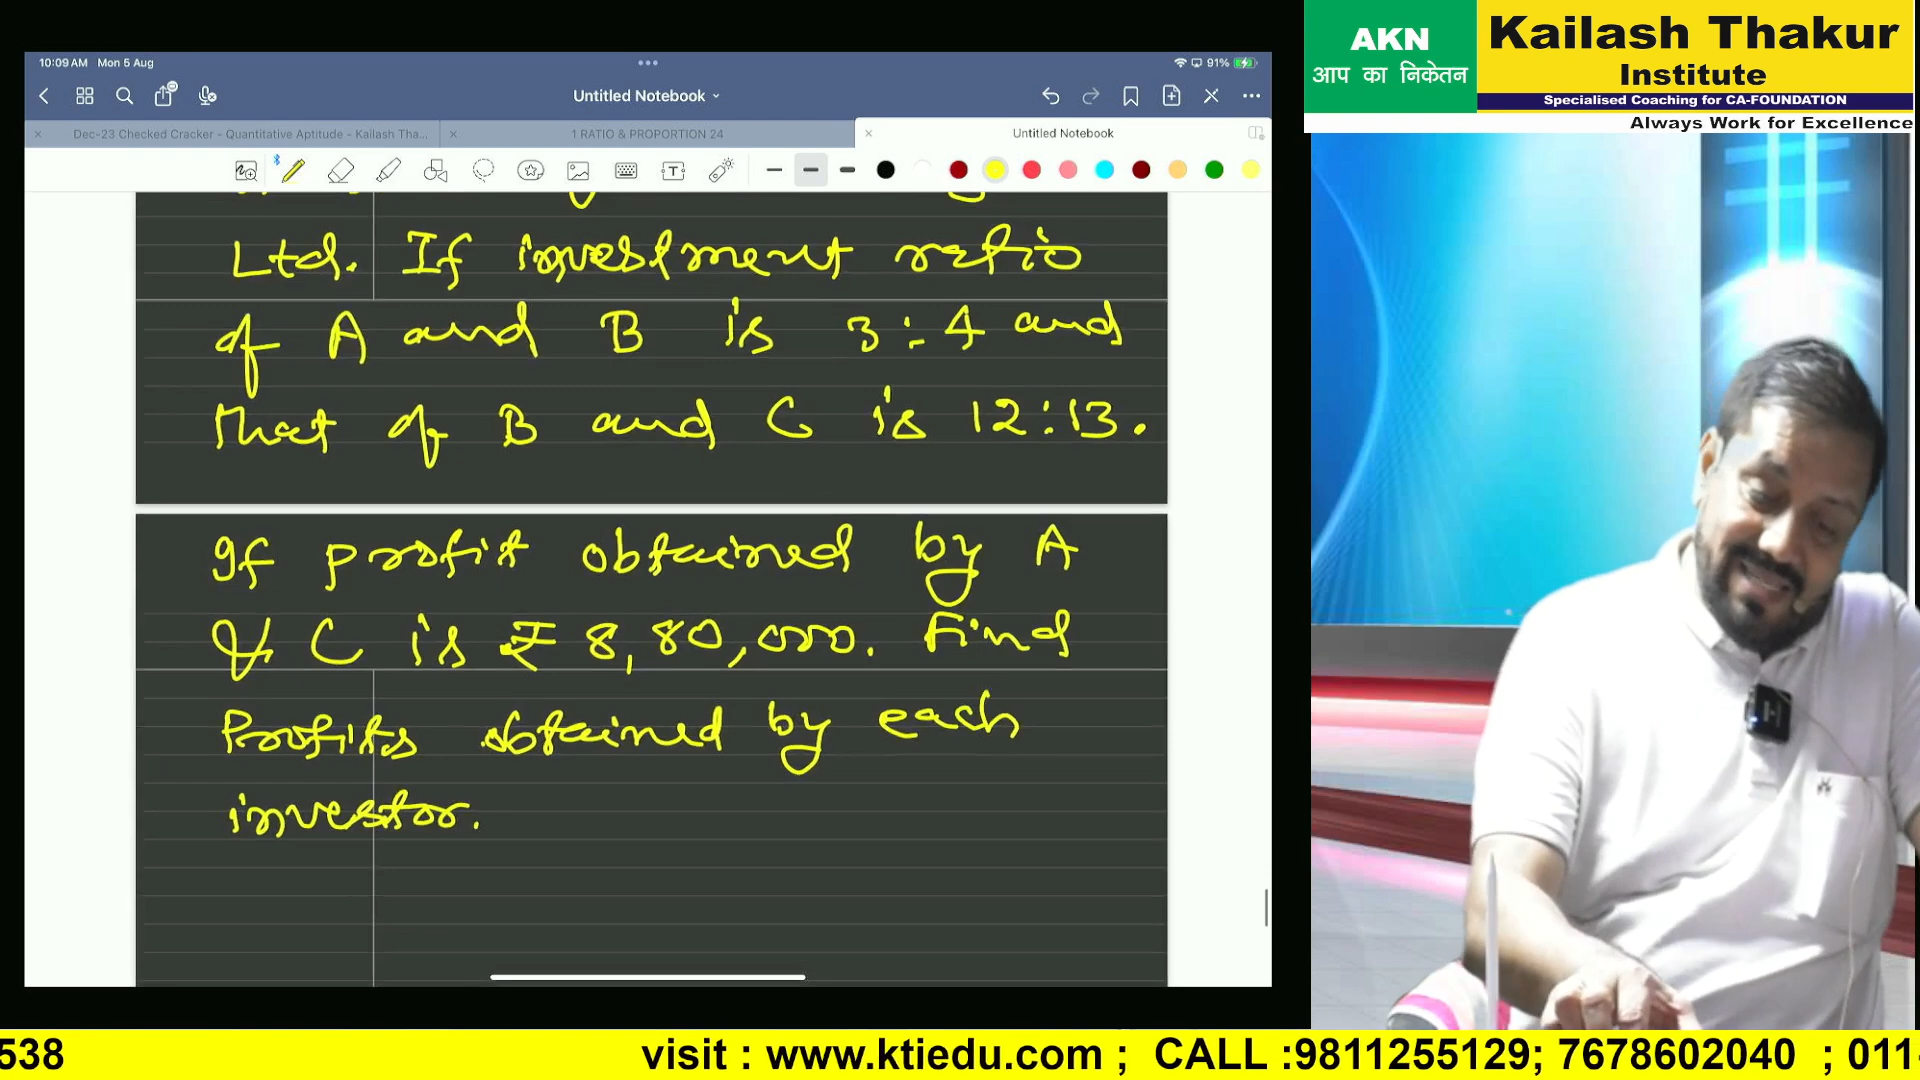 AKN
आप का निकेतन
Kailash Thakur
Institute
Specialised Coaching for CA-FOUNDATION
Always Work for Excellence
10:09 AM Mon 5 Aug
91%
Untitled Notebook
Dec-23 Checked Cracker - Quantitative Aptitude - Kailash Tha...
1 RATIO & PROPORTION 24
Untitled Notebook
Ltd. If investment ratio
of A and B is 3:4 and
that of B and C is 12:13.
If profit obtained by A
& C is ₹ 8,80,000. Find
Profits obtained by each
investor.
538 visit : www.ktiedu.com ; CALL :9811255129; 7678602040 ; 011